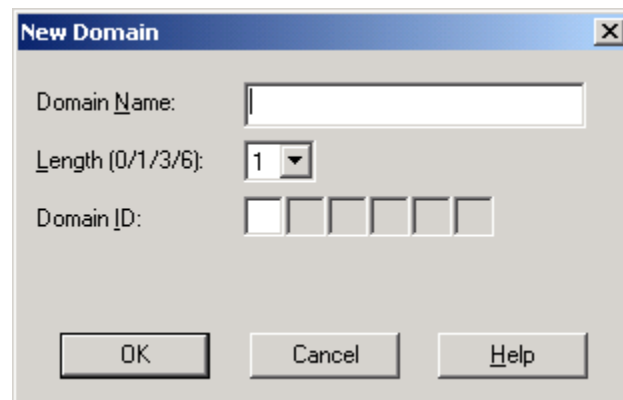 New Domain
Domain Name:
Length (0/1/3/6): 1
Domain ID:
OK Cancel Help